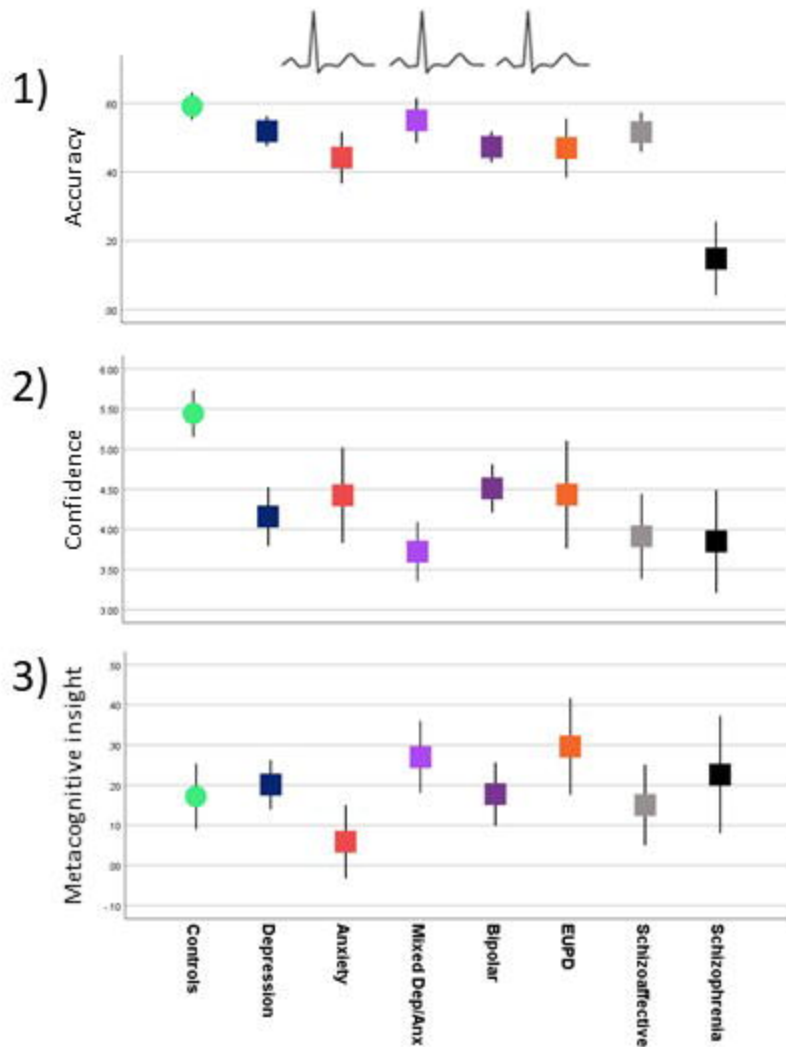 1)
Accuracy
.60
.40
.20
.00
2)
Confidence
6.00
5.50
5.00
4.50
4.00
3.50
3.00
3)
Metacognitive insight
.50
.40
.30
.20
.10
.00
-.10
Controls
Depression
Anxiety
Mixed Dep/Anx
Bipolar
EUPD
Schizoaffective
Schizophrenia